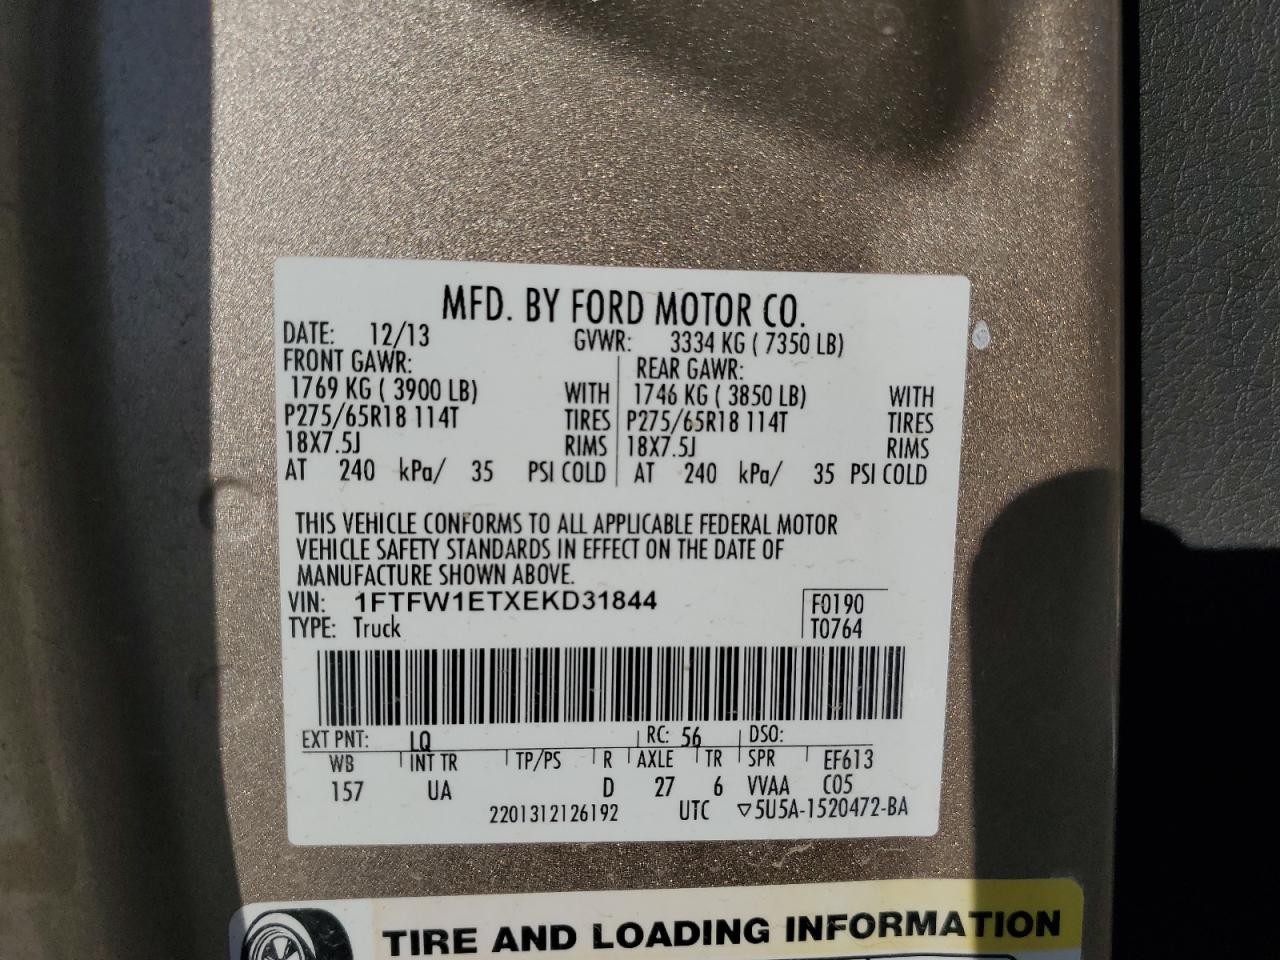 MFD. BY FORD MOTOR CO.
DATE: 12/13 GVWR: 3334 KG ( 7350 LB)
FRONT GAWR: REAR GAWR:
1769 KG ( 3900 LB) WITH 1746 KG ( 3850 LB) WITH
P275/65R18 114T TIRES P275/65R18 114T TIRES
18X7.5J RIMS 18X7.5J RIMS
AT 240 kPa/ 35 PSI COLD AT 240 kPa/ 35 PSI COLD
THIS VEHICLE CONFORMS TO ALL APPLICABLE FEDERAL MOTOR
VEHICLE SAFETY STANDARDS IN EFFECT ON THE DATE OF
MANUFACTURE SHOWN ABOVE.
VIN: 1FTFW1ETXEKD31844 F0190
TYPE: Truck T0764
EXT PNT: LQ RC: 56 DSO:
WB INT TR TP/PS R AXLE TR SPR EF613
157 UA D 27 6 VVAA C05
2201312126192 UTC ▽5U5A-1520472-BA
TIRE AND LOADING INFORMATION